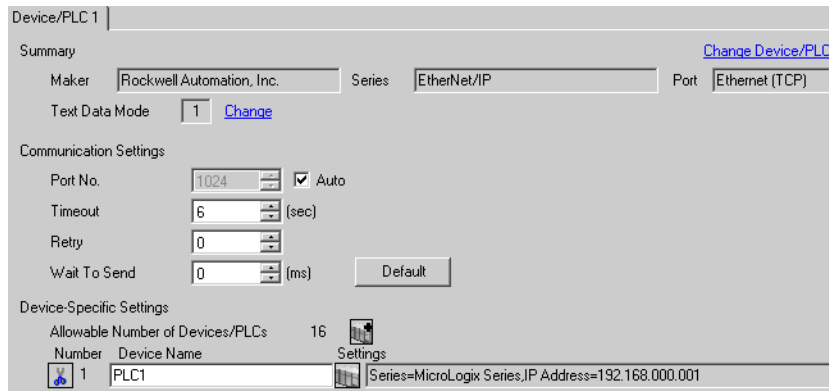 Device/PLC 1
Summary Change Device/PLC
Maker Rockwell Automation, Inc. Series EtherNet/IP Port Ethernet (TCP)
Text Data Mode 1 Change
Communication Settings
Port No. 1024 Auto
Timeout 6 (sec)
Retry 0
Wait To Send 0 (ms) Default
Device-Specific Settings
Allowable Number of Devices/PLCs 16
Number Device Name Settings
1 PLC1 Series=MicroLogix Series,IP Address=192.168.000.001